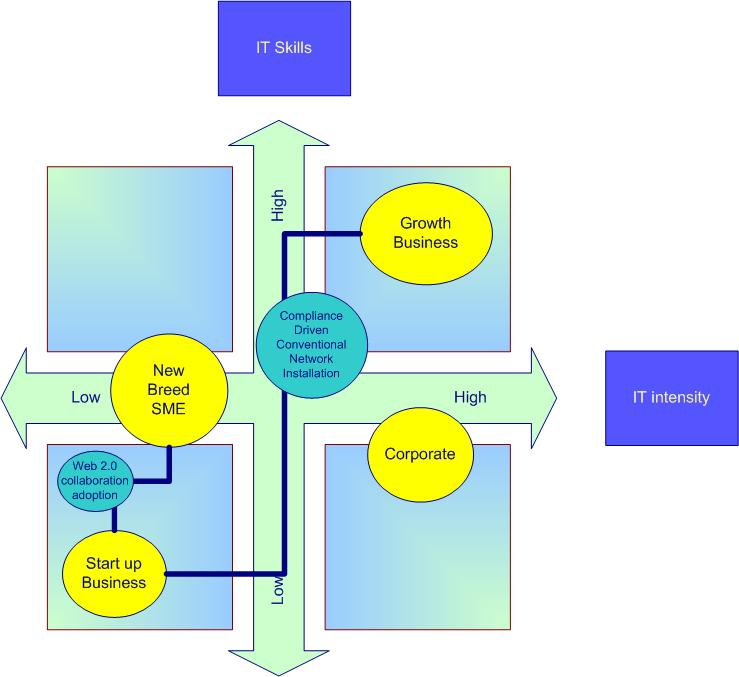 IT Skills
High
Growth
Business
Compliance
Driven
Conventional
Network
Installation
New
Breed
SME
Low
High
IT intensity
Corporate
Web 2.0
collaboration
adoption
Start up
Business
Low